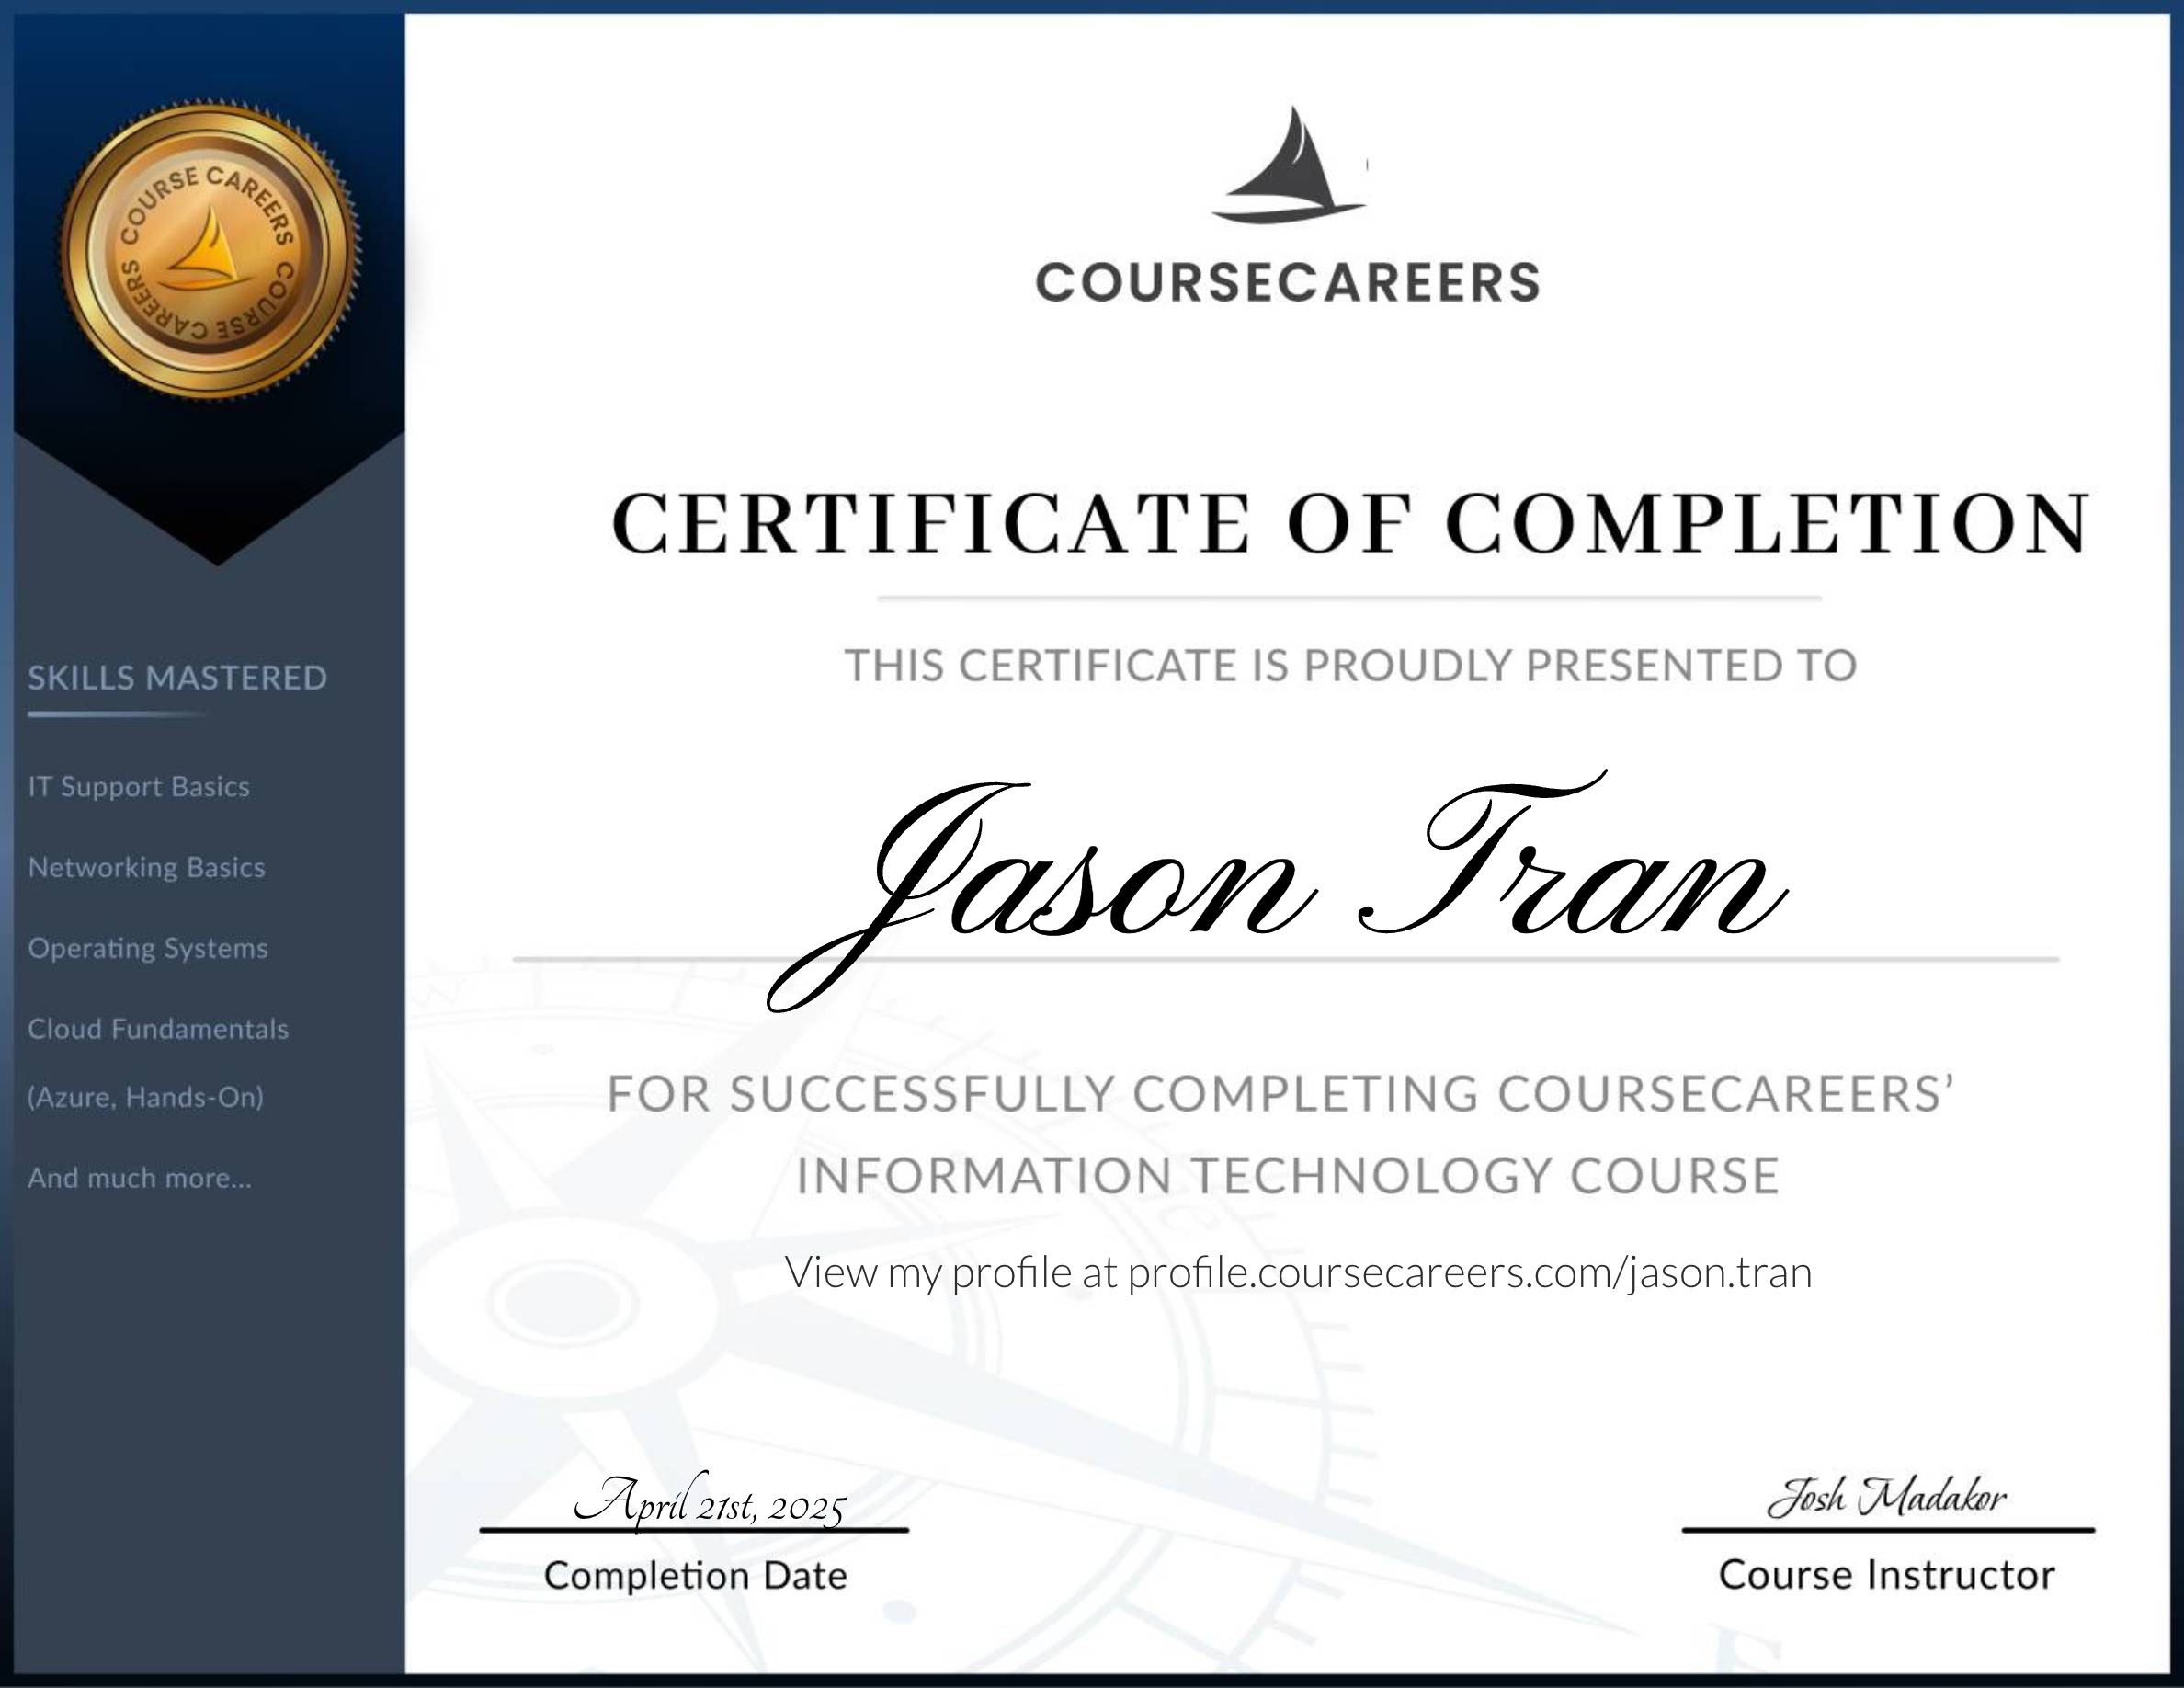 COURSE CAREERS COURSE CAREERS
COURSECAREERS
CERTIFICATE OF COMPLETION
THIS CERTIFICATE IS PROUDLY PRESENTED TO
Jason Tran
FOR SUCCESSFULLY COMPLETING COURSECAREERS’
INFORMATION TECHNOLOGY COURSE
View my profile at profile.coursecareers.com/jason.tran
SKILLS MASTERED
IT Support Basics
Networking Basics
Operating Systems
Cloud Fundamentals
(Azure, Hands-On)
And much more...
April 21st, 2025
Completion Date
Josh Madakor
Course Instructor